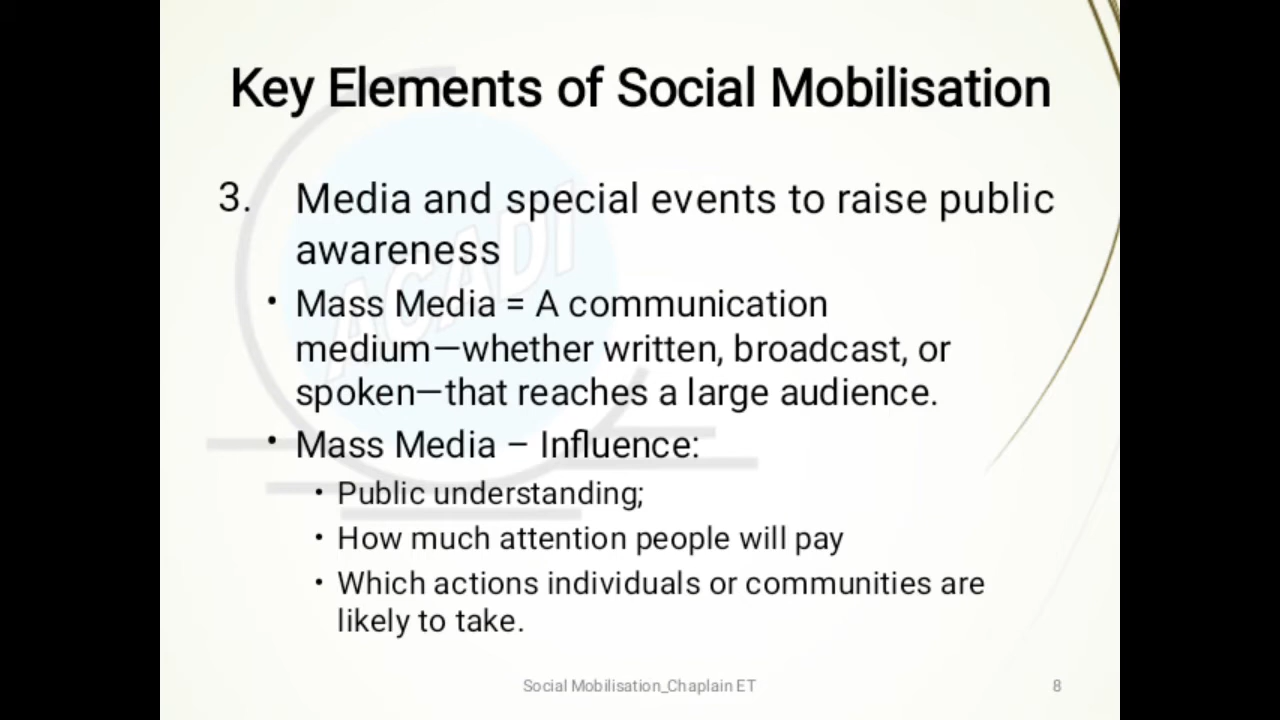 Key Elements of Social Mobilisation
3. Media and special events to raise public
awareness
• Mass Media = A communication
medium—whether written, broadcast, or
spoken—that reaches a large audience.
• Mass Media – Influence:
• Public understanding;
• How much attention people will pay
• Which actions individuals or communities are
likely to take.
ACADI
Social Mobilisation_Chaplain ET 8